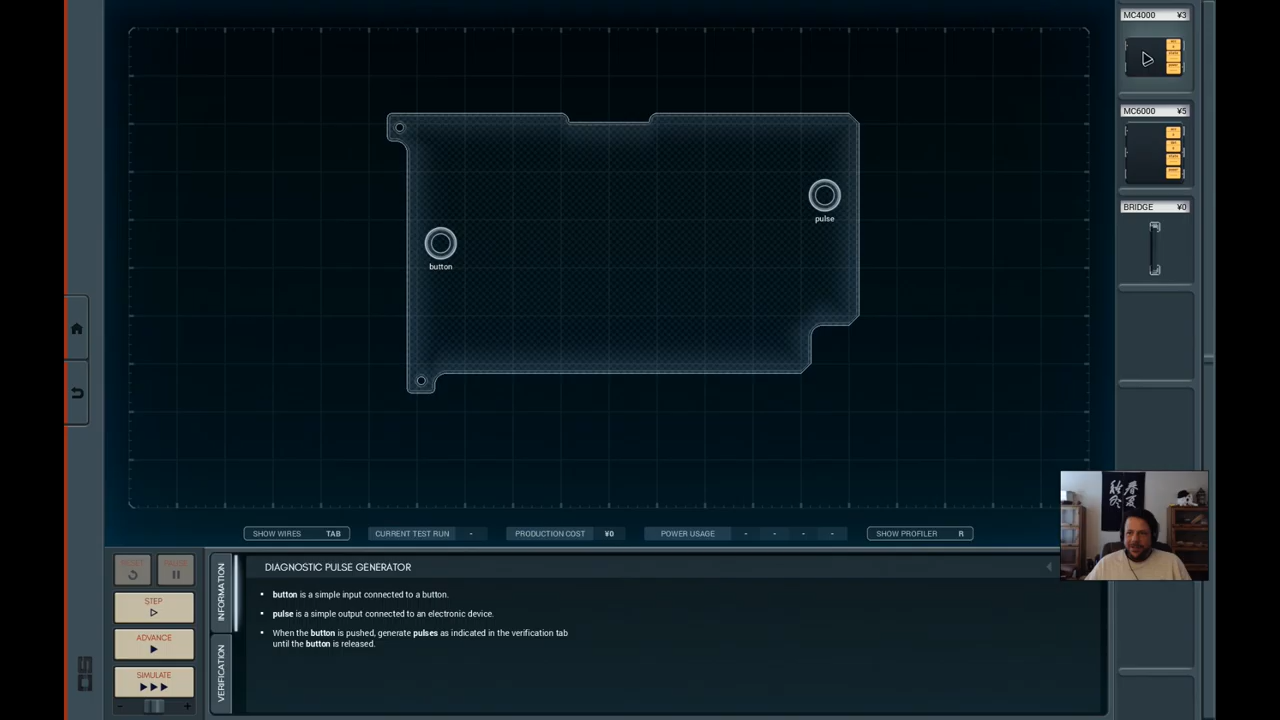 MC4000 ¥3
MC6000 ¥5
BRIDGE ¥0
pulse
button
SHOW WIRES TAB
CURRENT TEST RUN -
PRODUCTION COST ¥0
POWER USAGE - - - -
SHOW PROFILER R
RESET
PAUSE
STEP
ADVANCE
SIMULATE
- +
INFORMATION
VERIFICATION
DIAGNOSTIC PULSE GENERATOR
button is a simple input connected to a button.
pulse is a simple output connected to an electronic device.
When the button is pushed, generate pulses as indicated in the verification tab
until the button is released.